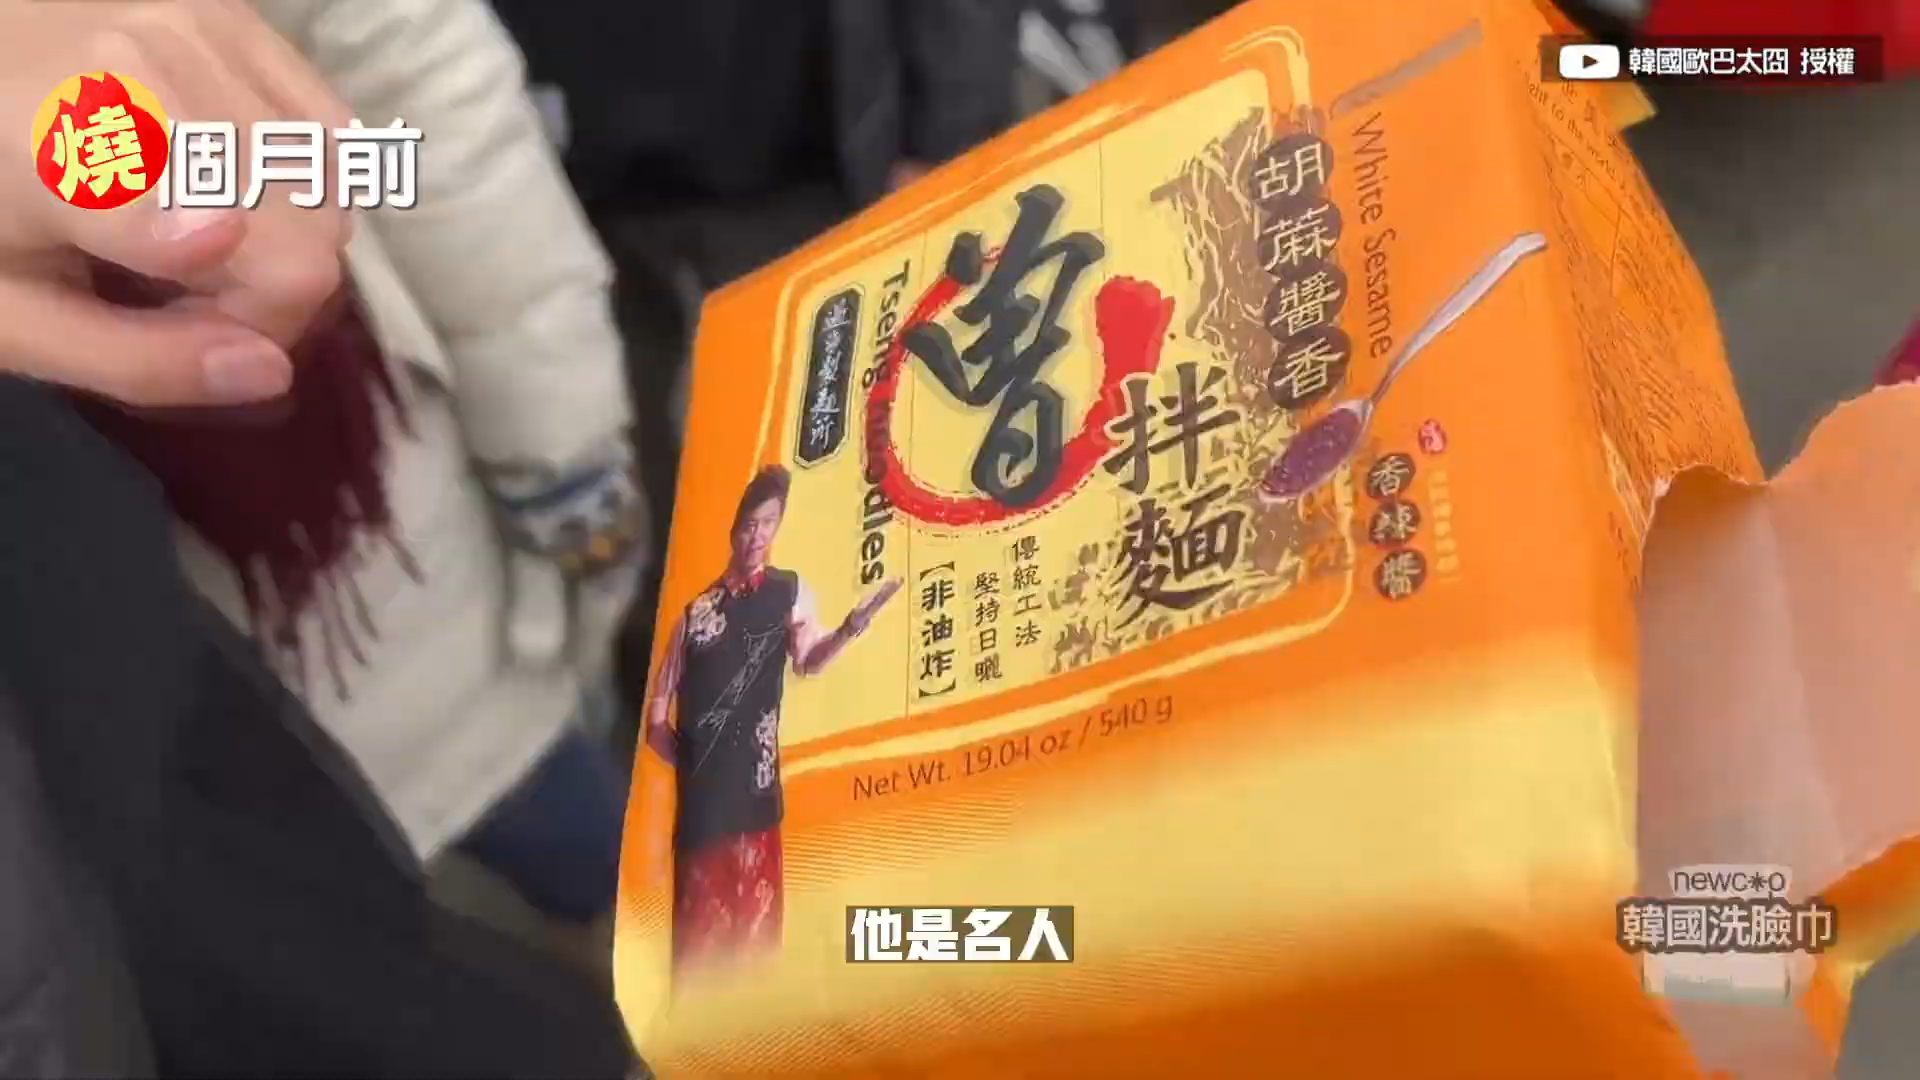 韓國歐巴太囧 授權
燒
個月前
胡蔴醬香
White Sesame
曾
拌麵
Tseng noodles
香辣醬
傳統工法
堅持日曬
【非油炸】
Net Wt. 19.04 oz / 540 g
newc*p
韓國洗臉巾
他是名人